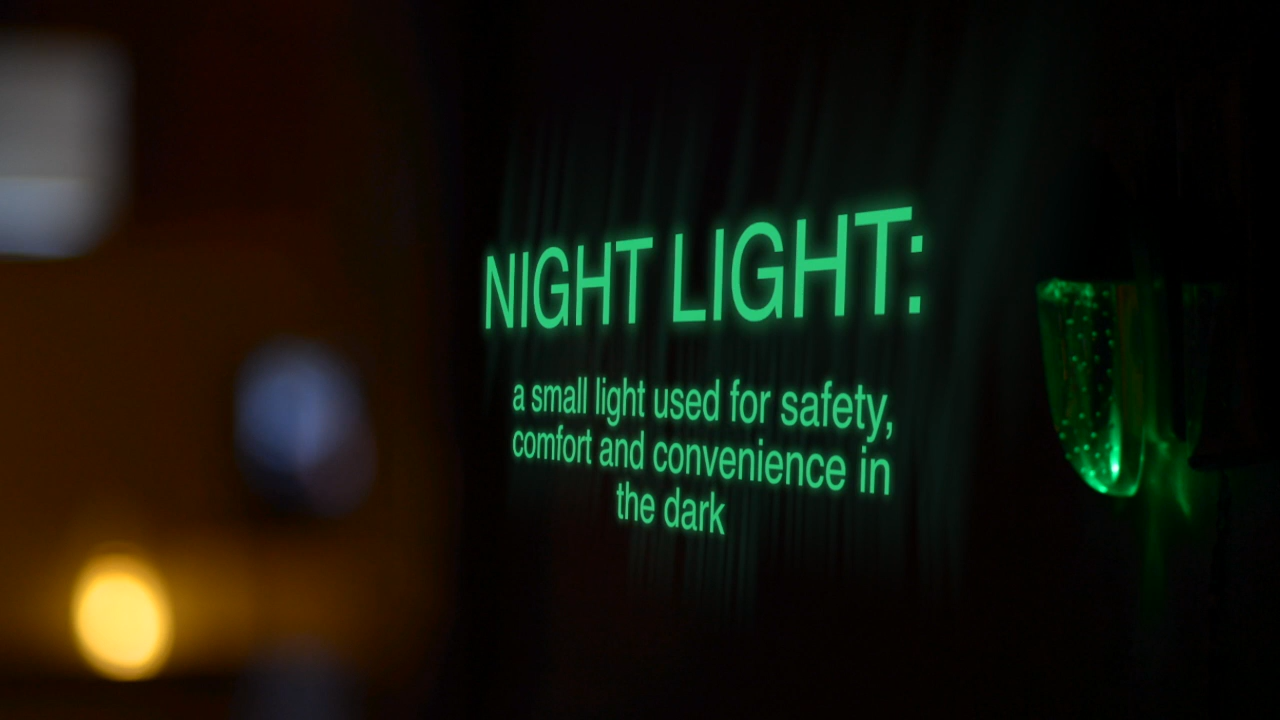 NIGHT LIGHT:
a small light used for safety,
comfort and convenience in
the dark